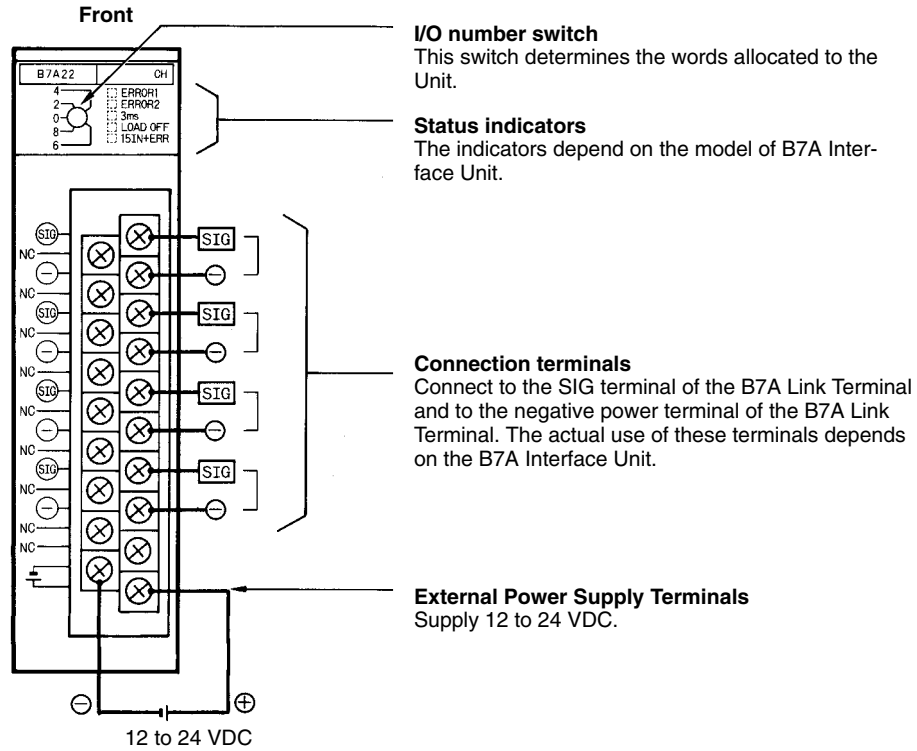 Front
I/O number switch
This switch determines the words allocated to the
Unit.
B7A22 CH
4
2
0
8
6
ERROR1
ERROR2
3ms
LOAD OFF
15IN+ERR
Status indicators
The indicators depend on the model of B7A Inter-
face Unit.
SIG
NC
−
NC
SIG
NC
−
NC
SIG
NC
−
NC
SIG
NC
−
NC
NC
SIG
−
SIG
−
SIG
−
SIG
−
Connection terminals
Connect to the SIG terminal of the B7A Link Terminal
and to the negative power terminal of the B7A Link
Terminal. The actual use of these terminals depends
on the B7A Interface Unit.
External Power Supply Terminals
Supply 12 to 24 VDC.
− +
12 to 24 VDC